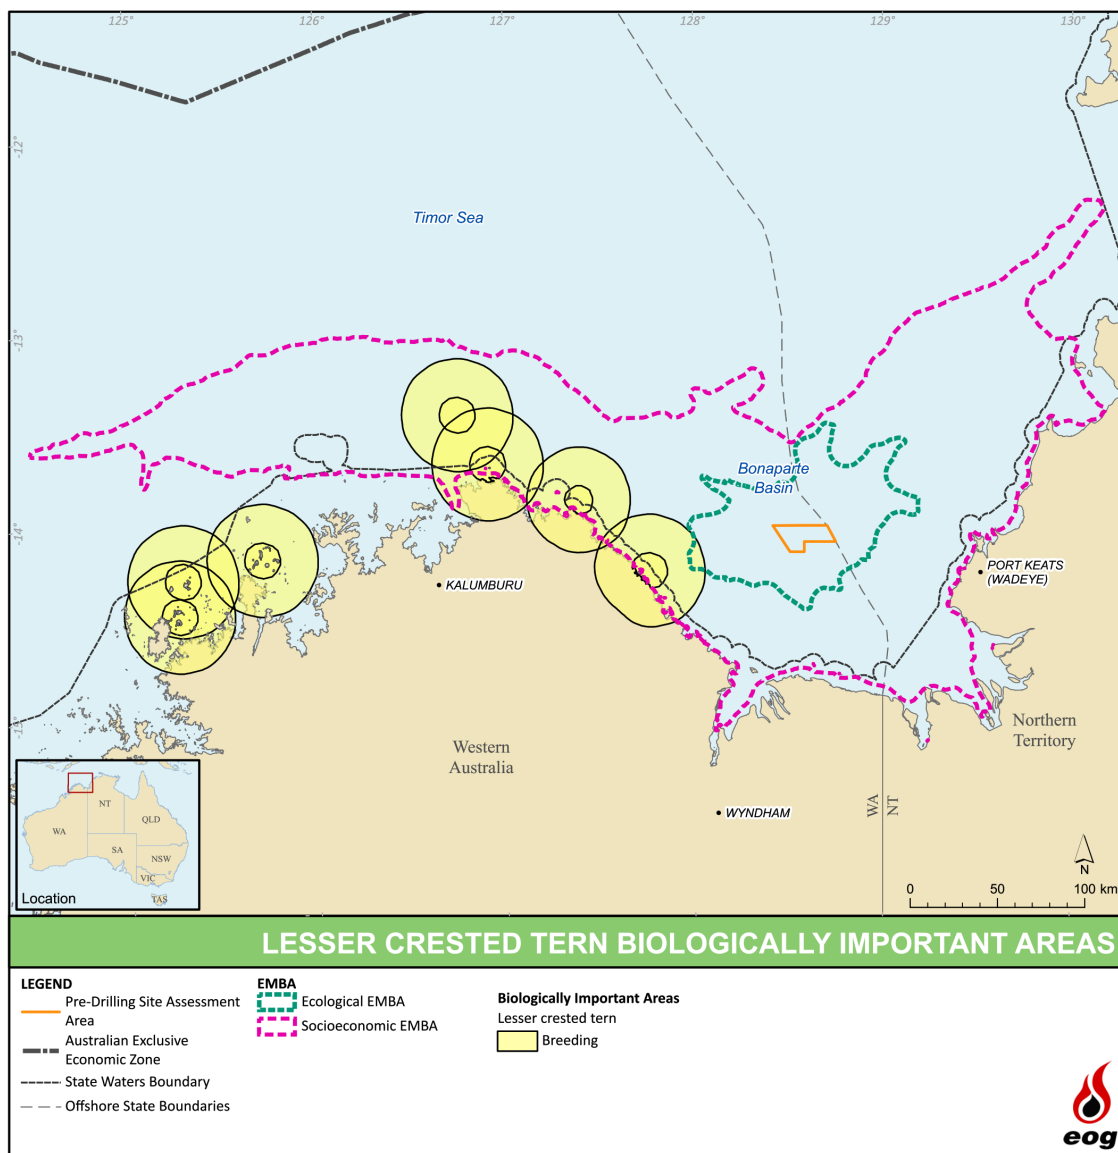 125°
126°
127°
128°
129°
130°
-12°
Timor Sea
-13°
Bonaparte
Basin
-14°
KALUMBURU
PORT KEATS
(WADEYE)
-15°
Western
Australia
Northern
Territory
WYNDHAM
WA
NT
WA
NT
QLD
SA
NSW
VIC
TAS
Location
N
0 50 100 km
LESSER CRESTED TERN BIOLOGICALLY IMPORTANT AREAS
LEGEND
Pre-Drilling Site Assessment
Area
Australian Exclusive
Economic Zone
State Waters Boundary
Offshore State Boundaries
EMBA
Ecological EMBA
Socioeconomic EMBA
Biologically Important Areas
Lesser crested tern
Breeding
eog